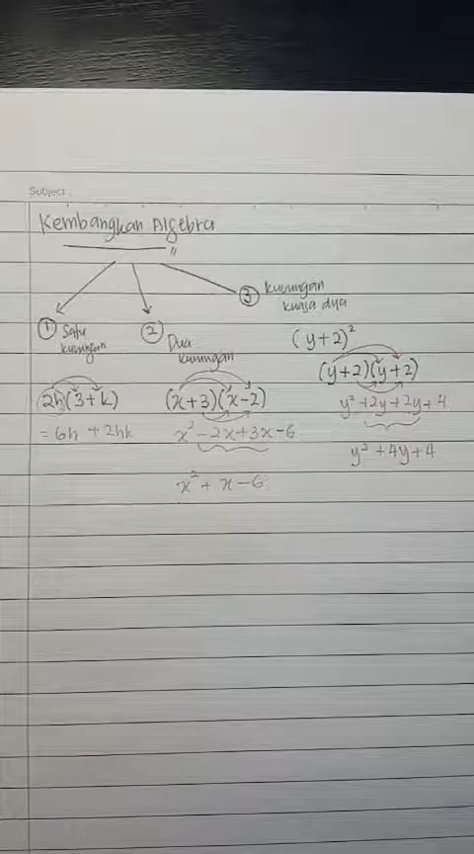 Subject
Kembangkan Algebra
① Satu
kurungan
2h(3+k)
= 6h + 2hk
② Dua
kurungan
(x+3)(x-2)
x² - 2x + 3x - 6
x² + x - 6
③ kurungan
kuasa dua
(y+2)²
(y+2)(y+2)
y² + 2y + 2y + 4
y² + 4y + 4